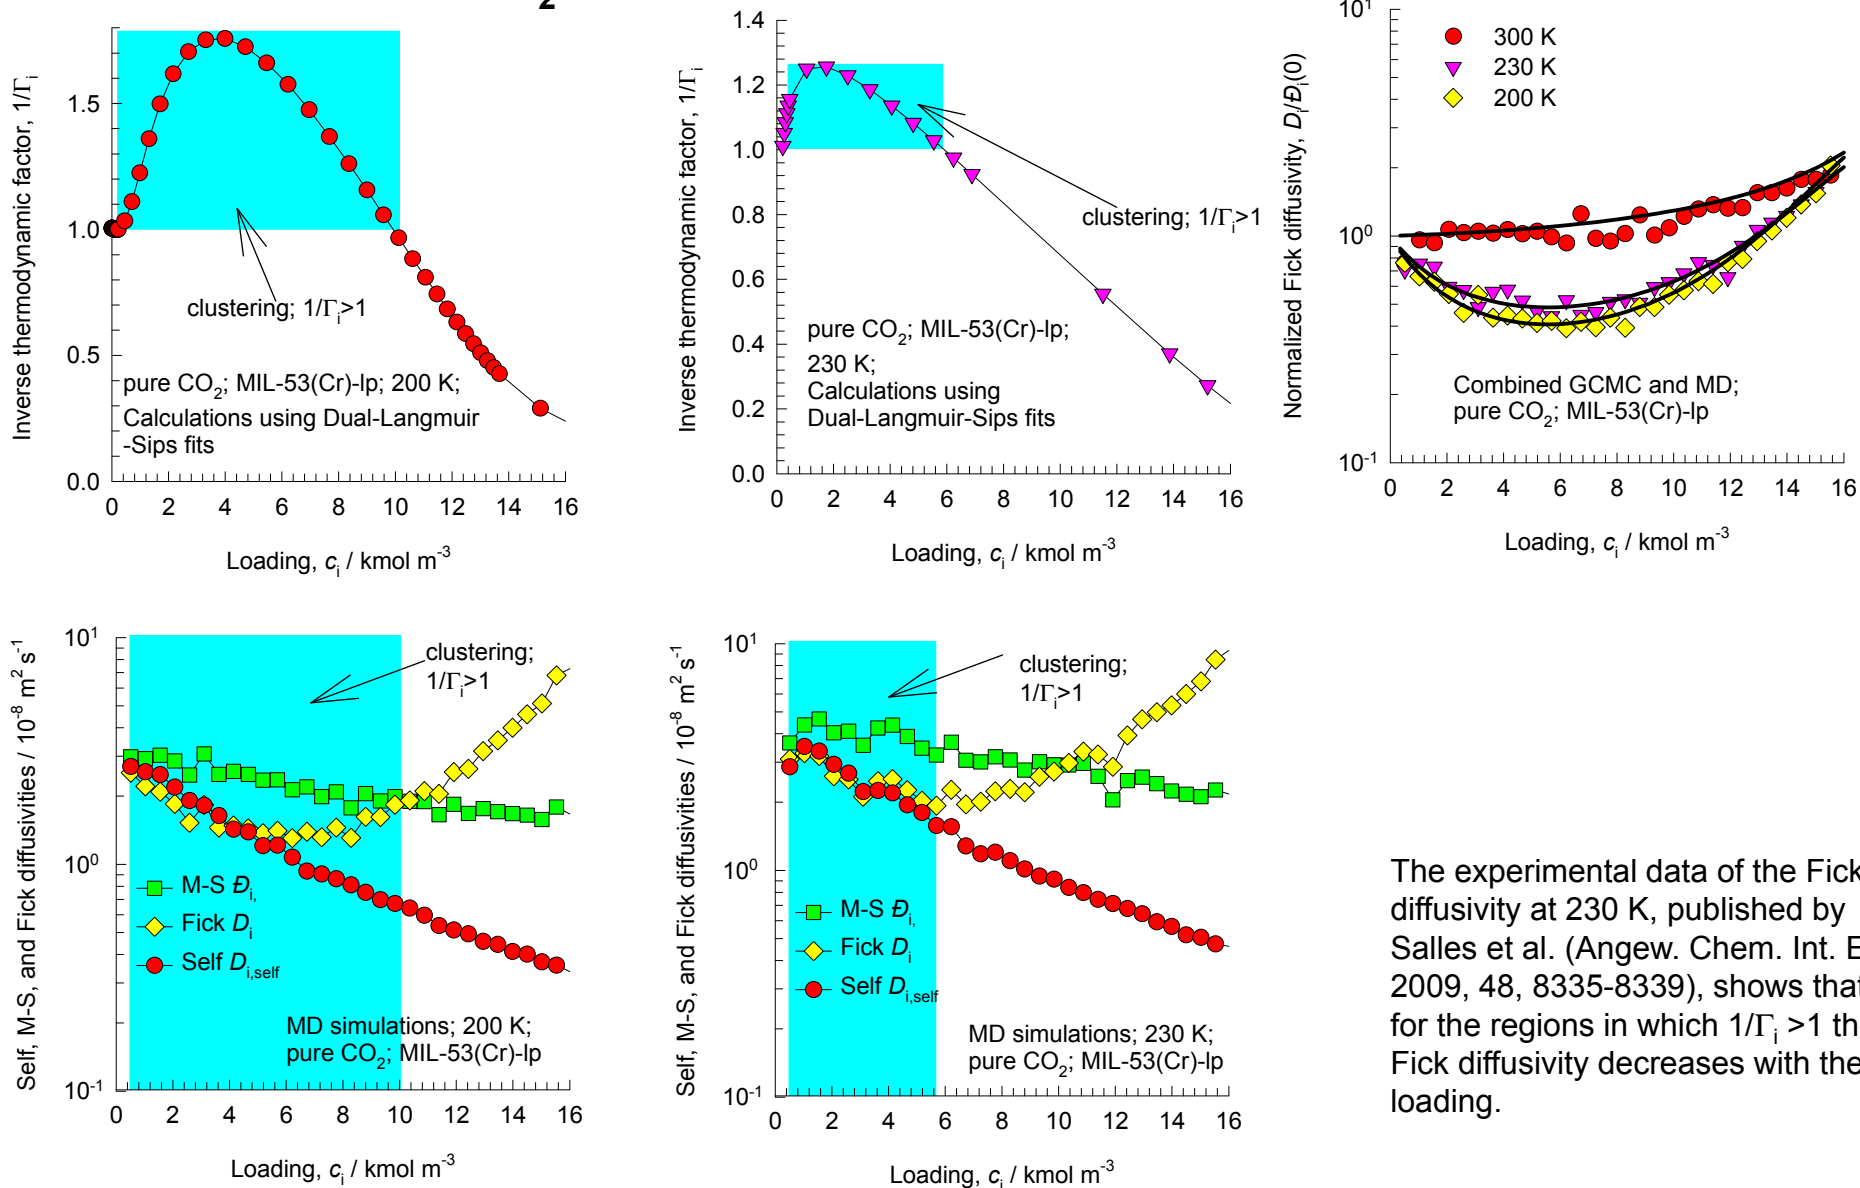 2
1.5
1.0
0.5
0.0
0 2 4 6 8 10 12 14 16
Inverse thermodynamic factor, 1/Γi
Loading, ci / kmol m-3
clustering; 1/Γi>1
pure CO2; MIL-53(Cr)-lp; 200 K;
Calculations using Dual-Langmuir
-Sips fits
1.4
1.2
1.0
0.8
0.6
0.4
0.2
0.0
0 2 4 6 8 10 12 14 16
Inverse thermodynamic factor, 1/Γi
Loading, ci / kmol m-3
clustering; 1/Γi>1
pure CO2; MIL-53(Cr)-lp;
230 K;
Calculations using
Dual-Langmuir-Sips fits
101
100
10-1
0 2 4 6 8 10 12 14 16
Normalized Fick diffusivity, Di/Đi(0)
Loading, ci / kmol m-3
300 K
230 K
200 K
Combined GCMC and MD;
pure CO2; MIL-53(Cr)-lp
101
100
10-1
0 2 4 6 8 10 12 14 16
Self, M-S, and Fick diffusivities / 10-8 m2 s-1
Loading, ci / kmol m-3
clustering;
1/Γi>1
M-S Đi,
Fick Di
Self Di,self
MD simulations; 200 K;
pure CO2; MIL-53(Cr)-lp
101
100
10-1
0 2 4 6 8 10 12 14 16
Self, M-S, and Fick diffusivities / 10-8 m2 s-1
Loading, ci / kmol m-3
clustering;
1/Γi>1
M-S Đi,
Fick Di
Self Di,self
MD simulations; 230 K;
pure CO2; MIL-53(Cr)-lp
The experimental data of the Fick
diffusivity at 230 K, published by
Salles et al. (Angew. Chem. Int. E
2009, 48, 8335-8339), shows that
for the regions in which 1/Γi >1 th
Fick diffusivity decreases with the
loading.